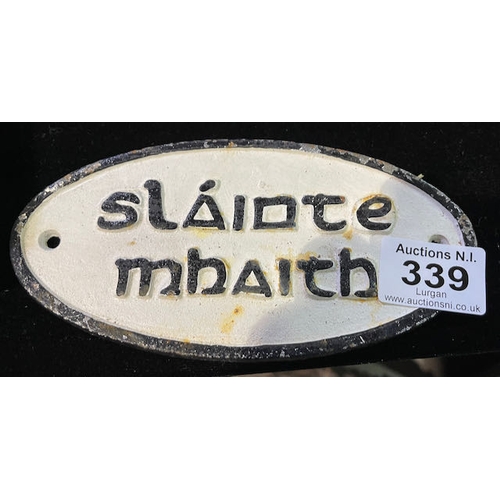 sláinte
mhaith
Auctions N.I.
339
Lurgan
www.auctionsni.co.uk